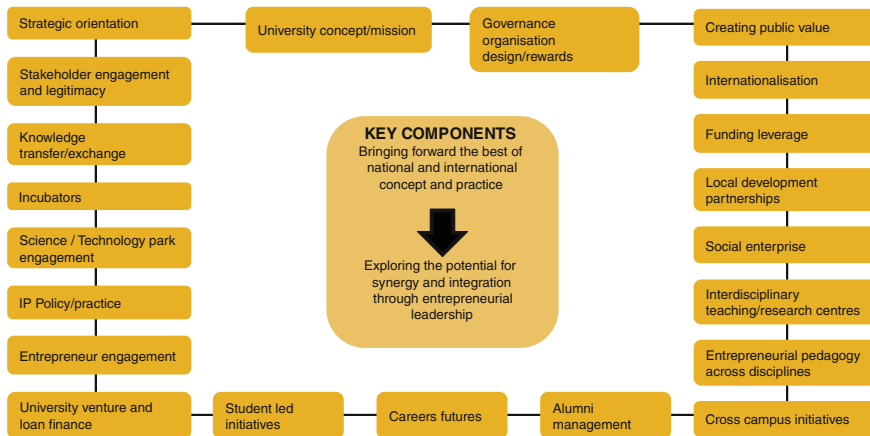 Strategic orientation
University concept/mission
Governance
organisation
design/rewards
Creating public value
Stakeholder engagement
and legitimacy
Internationalisation
Knowledge
transfer/exchange
Funding leverage
KEY COMPONENTS
Bringing forward the best of
national and international
concept and practice
Exploring the potential for
synergy and integration
through entrepreneurial
leadership
Incubators
Local development
partnerships
Science / Technology park
engagement
Social enterprise
IP Policy/practice
Interdisciplinary
teaching/research centres
Entrepreneur engagement
Entrepreneurial pedagogy
across disciplines
University venture and
loan finance
Student led
initiatives
Careers futures
Alumni
management
Cross campus initiatives